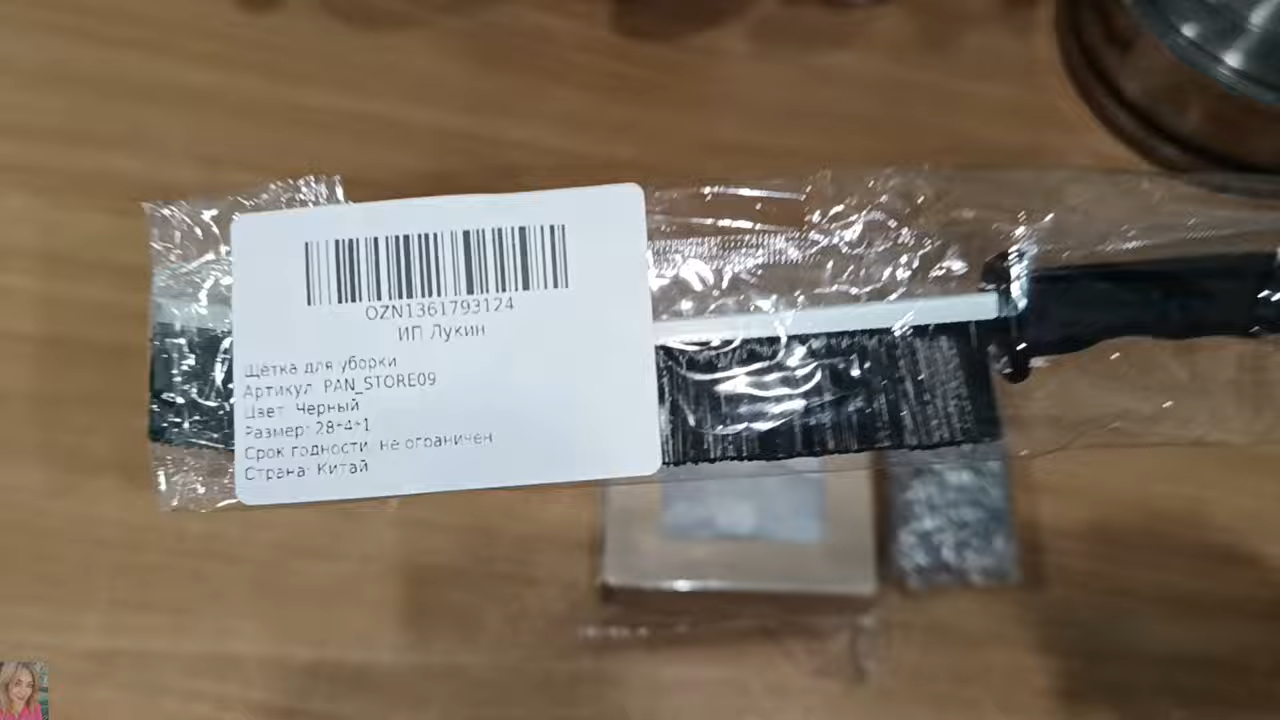 OZN1361793124
ИП Лукин
Щётка для уборки
Артикул: PAN_STORE09
Цвет: Черный
Размер: 28*4*1
Срок годности: не ограничен
Страна: Китай